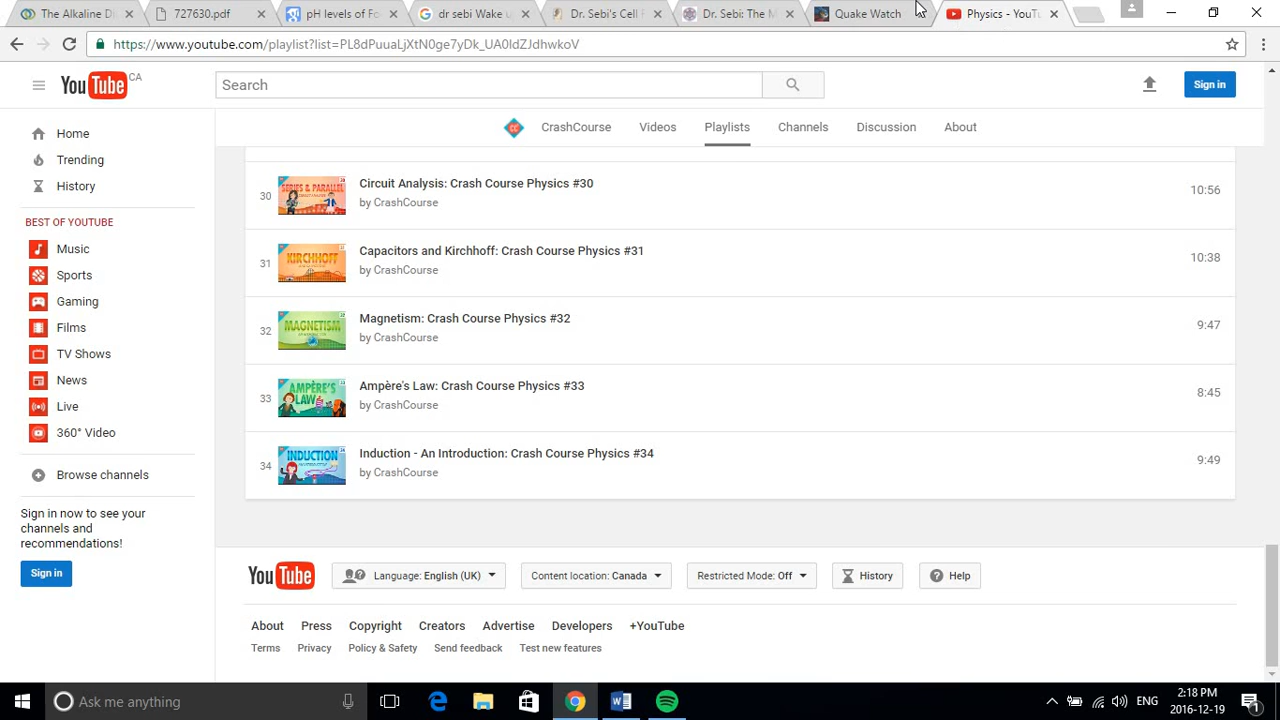 The Alkaline Di
727630.pdf
pH levels of Fo
dr sebi Wake u
Dr. Sebi's Cell F
Dr. Sebi: The M
Quake Watch
Physics - YouTu
https://www.youtube.com/playlist?list=PL8dPuuaLjXtN0ge7yDk_UA0ldZJdhwkoV
YouTube CA
Search
Sign in
CrashCourse Videos Playlists Channels Discussion About
Home
Trending
History
BEST OF YOUTUBE
Music
Sports
Gaming
Films
TV Shows
News
Live
360° Video
Browse channels
Sign in now to see your
channels and
recommendations!
Sign in
30 SERIES & PARALLEL Circuit Analysis: Crash Course Physics #30 10:56
by CrashCourse
31 KIRCHHOFF Capacitors and Kirchhoff: Crash Course Physics #31 10:38
by CrashCourse
32 MAGNETISM Magnetism: Crash Course Physics #32 9:47
by CrashCourse
33 AMPÈRE'S LAW Ampère's Law: Crash Course Physics #33 8:45
by CrashCourse
34 INDUCTION Induction - An Introduction: Crash Course Physics #34 9:49
by CrashCourse
YouTube Language: English (UK) Content location: Canada Restricted Mode: Off History Help
About Press Copyright Creators Advertise Developers +YouTube
Terms Privacy Policy & Safety Send feedback Test new features
Ask me anything
ENG
2:18 PM
2016-12-19
1